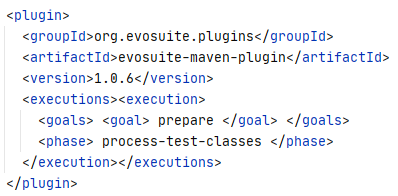 <plugin>
<groupId>org.evosuite.plugins</groupId>
<artifactId>evosuite-maven-plugin</artifactId>
<version>1.0.6</version>
<executions><execution>
<goals> <goal> prepare </goal> </goals>
<phase> process-test-classes </phase>
</execution></executions>
</plugin>